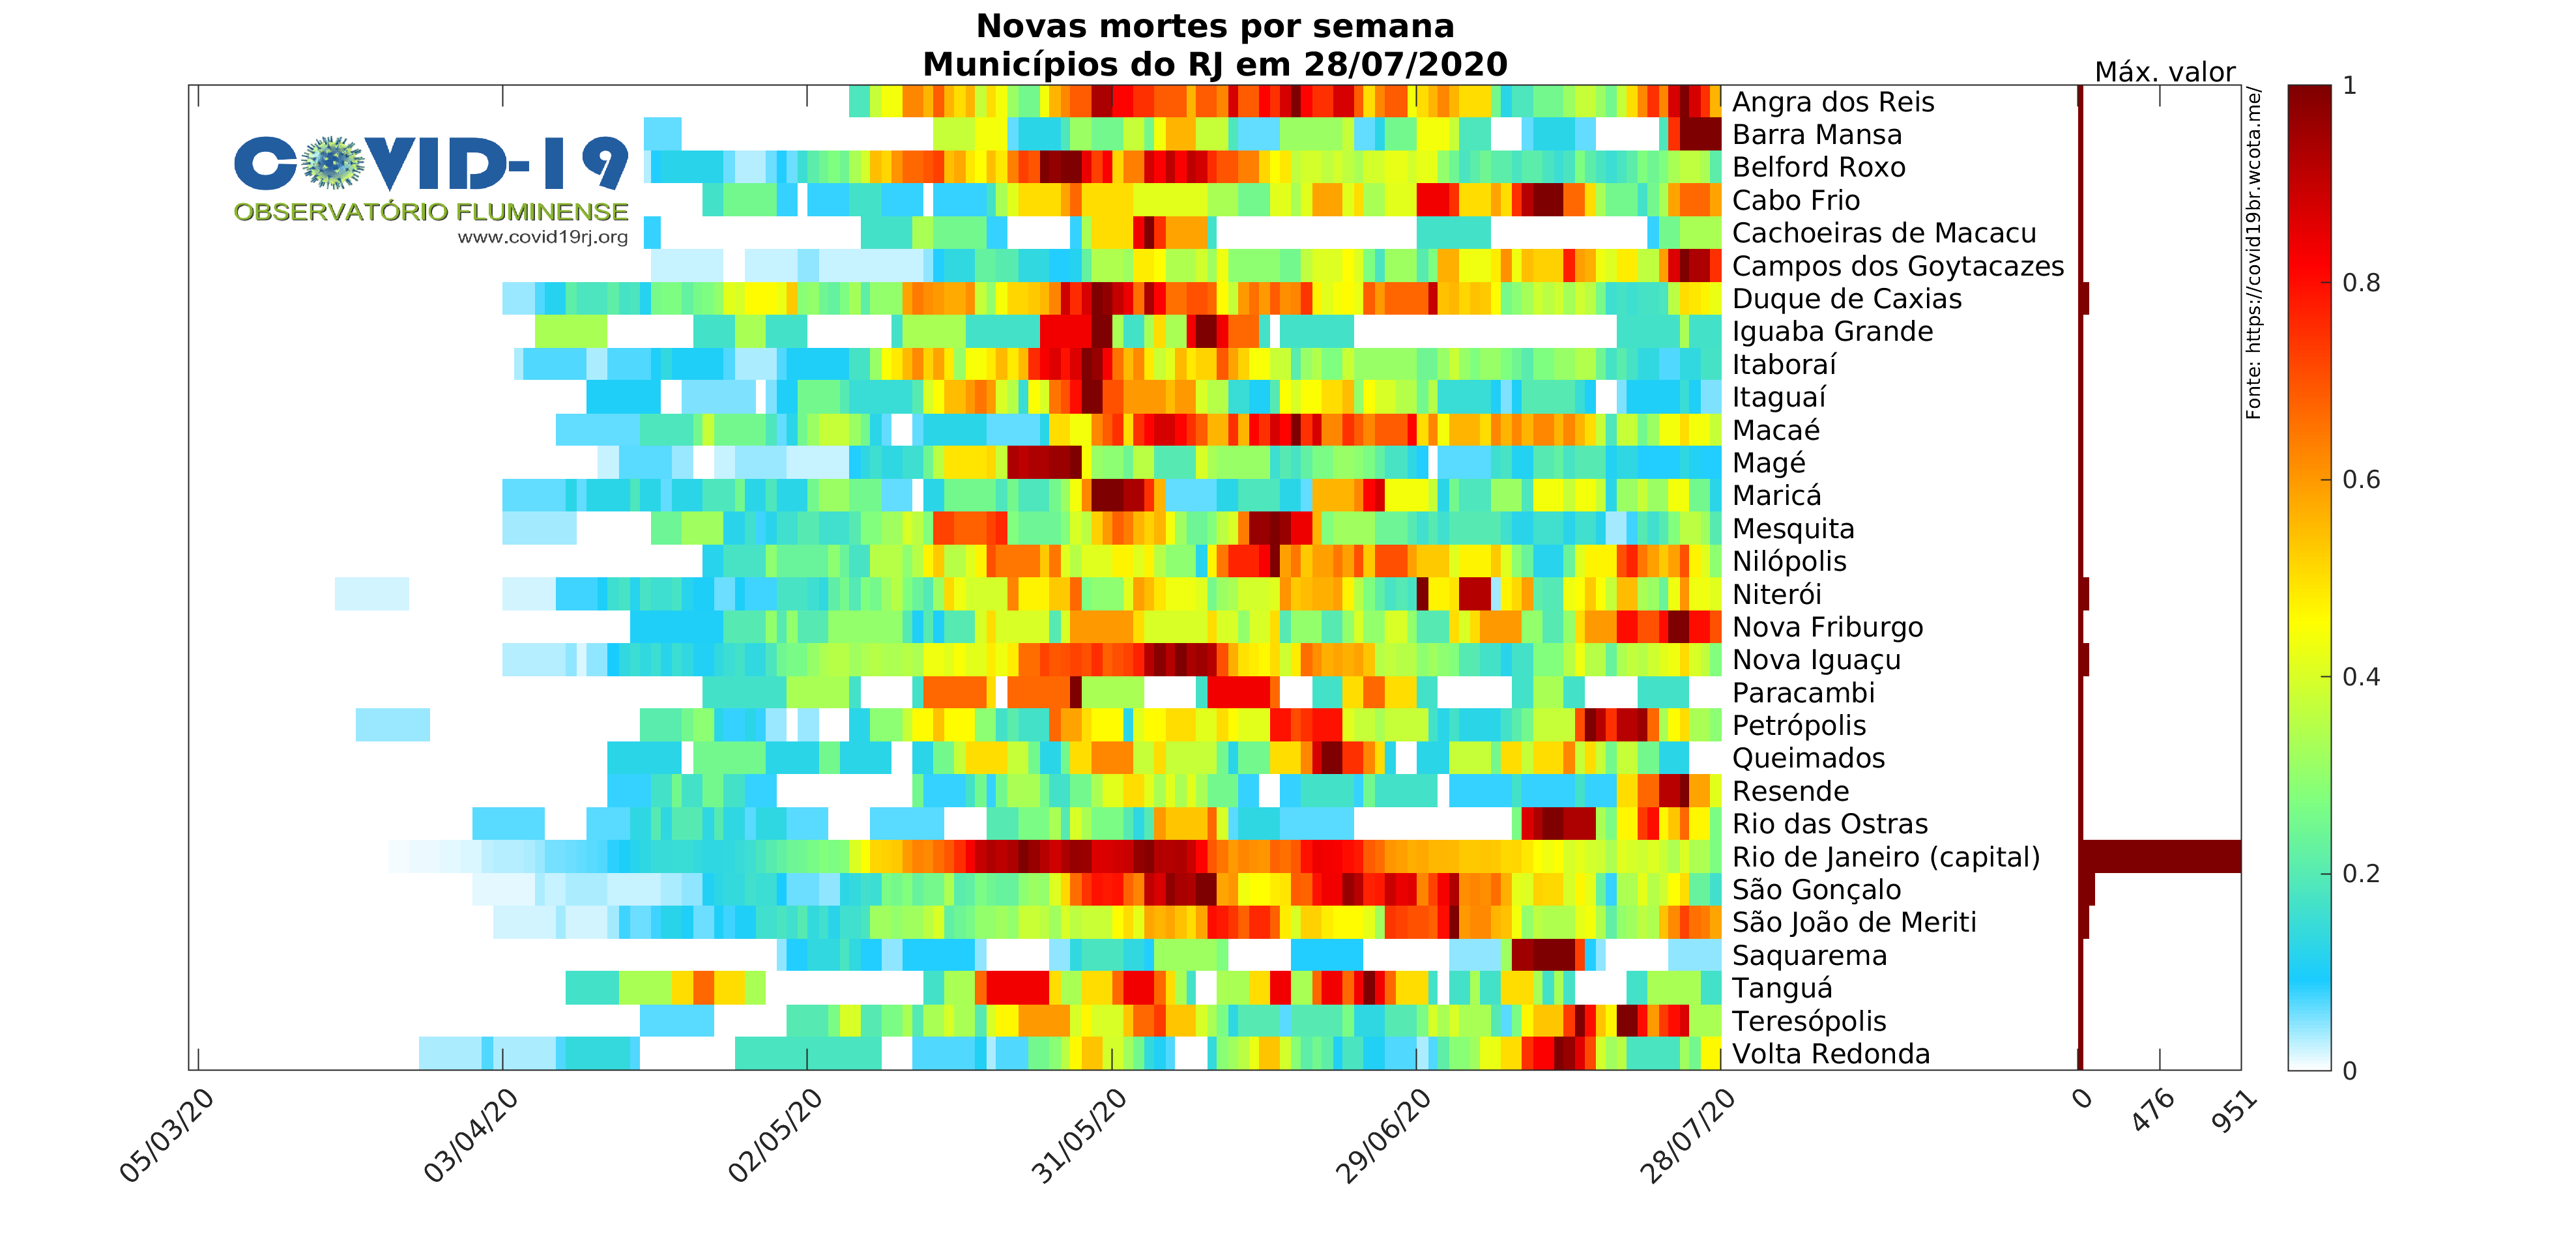 Novas mortes por semana
Municípios do RJ em 28/07/2020
Máx. valor
COVID-19
OBSERVATÓRIO FLUMINENSE
www.covid19rj.org
Angra dos Reis
Barra Mansa
Belford Roxo
Cabo Frio
Cachoeiras de Macacu
Campos dos Goytacazes
Duque de Caxias
Iguaba Grande
Itaboraí
Itaguaí
Macaé
Magé
Maricá
Mesquita
Nilópolis
Niterói
Nova Friburgo
Nova Iguaçu
Paracambi
Petrópolis
Queimados
Resende
Rio das Ostras
Rio de Janeiro (capital)
São Gonçalo
São João de Meriti
Saquarema
Tanguá
Teresópolis
Volta Redonda
Fonte: https://covid19br.wcota.me/
1
0.8
0.6
0.4
0.2
0
05/03/20
03/04/20
02/05/20
31/05/20
29/06/20
28/07/20
0
476
951